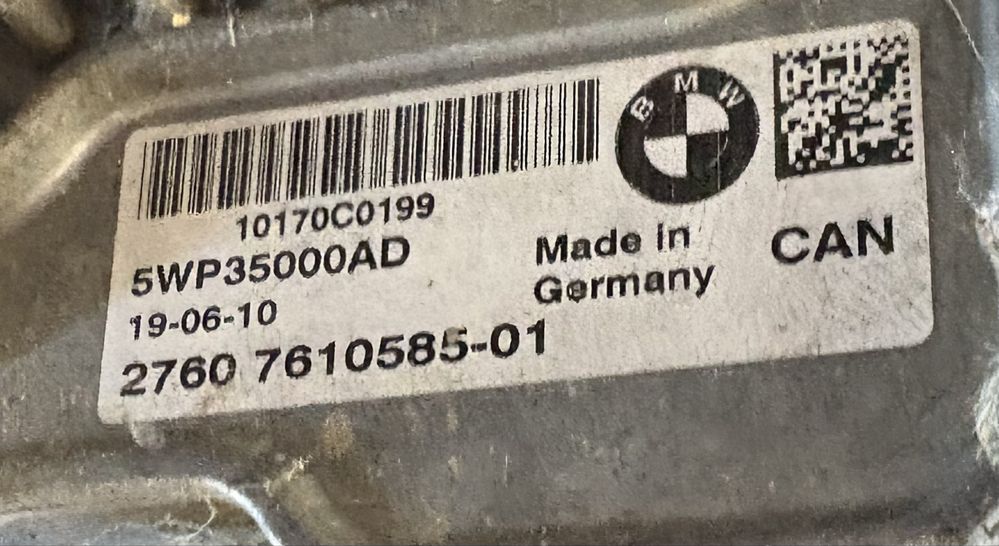 BMW
10170C0199
5WP35000AD
Made in
Germany
CAN
19-06-10
2760 7610585-01